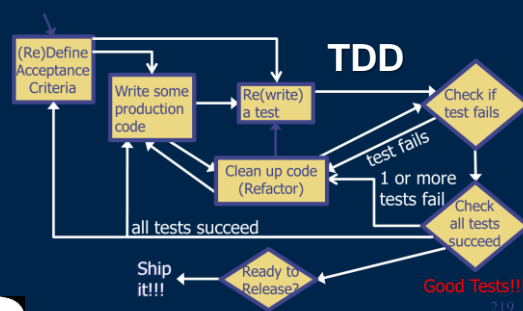 TDD
(Re)Define
Acceptance
Criteria
Write some
production
code
Re(write)
a test
Check if
test fails
test fails
Clean up code
(Refactor)
1 or more
tests fail
Check
all tests
succeed
all tests succeed
Ship
it!!!
Ready to
Release?
Good Tests!!!
219